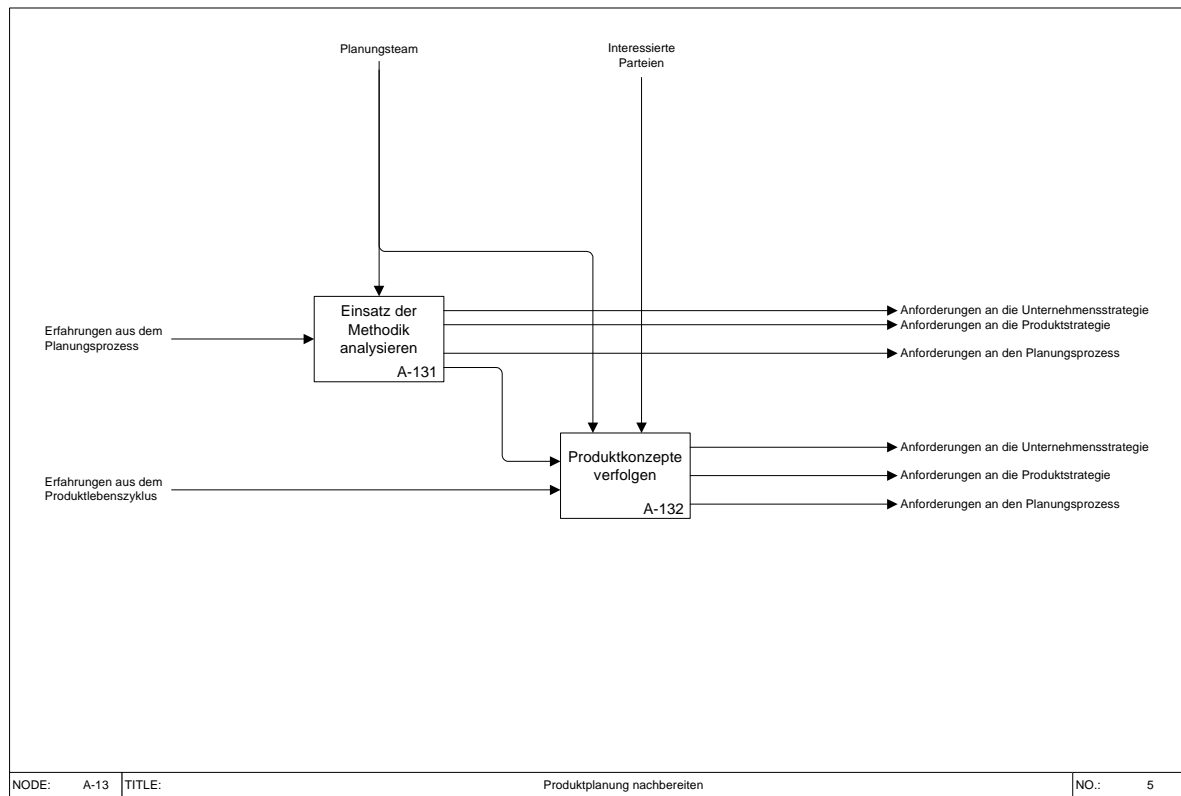 Planungsteam
Interessierte
Parteien
Einsatz der
Methodik
analysieren
A-131
Erfahrungen aus dem
Planungsprozess
Anforderungen an die Unternehmensstrategie
Anforderungen an die Produktstrategie
Anforderungen an den Planungsprozess
Produktkonzepte
verfolgen
A-132
Erfahrungen aus dem
Produktlebenszyklus
Anforderungen an die Unternehmensstrategie
Anforderungen an die Produktstrategie
Anforderungen an den Planungsprozess
NODE: A-13 TITLE: Produktplanung nachbereiten NO.: 5